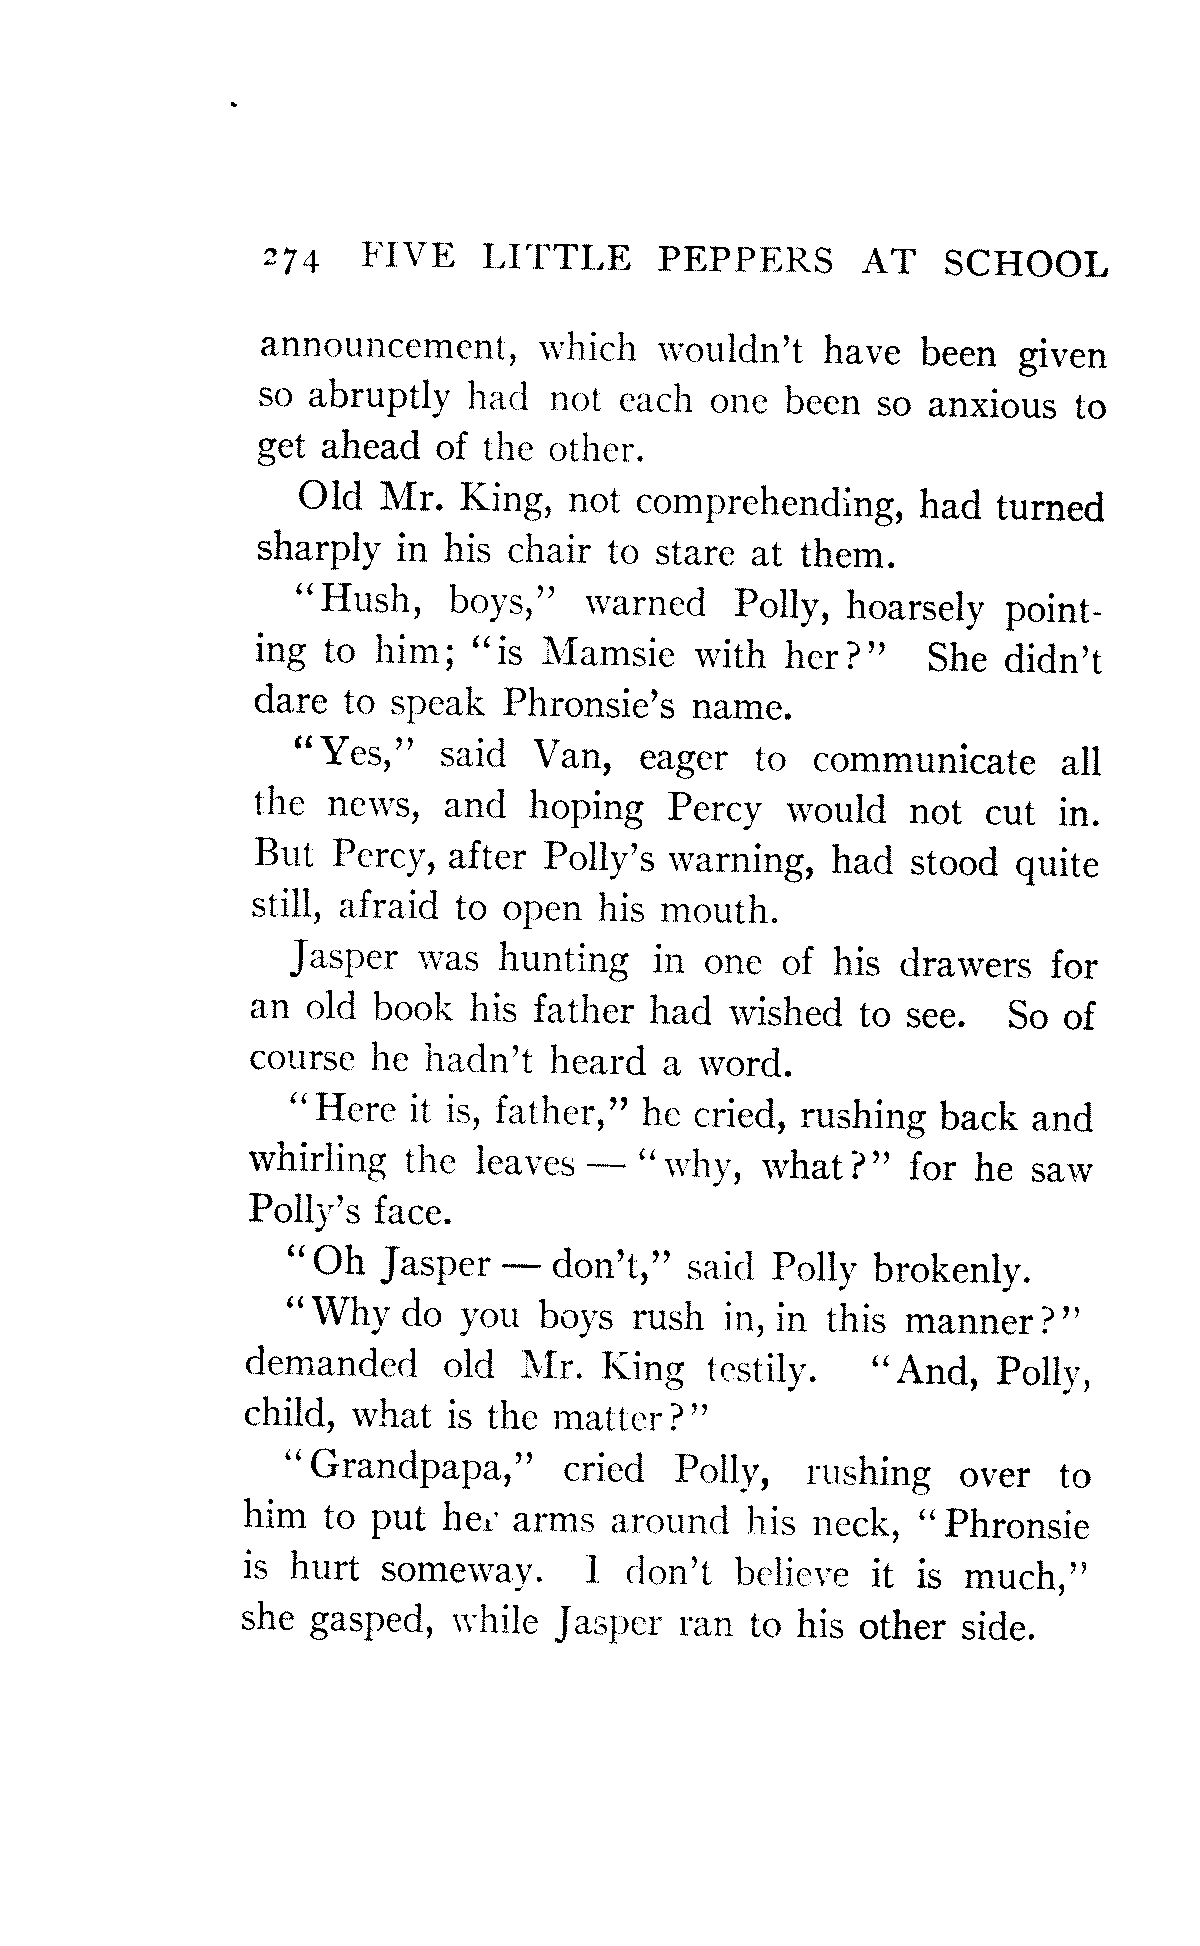 274 FIVE LITTLE PEPPERS AT SCHOOL
announcement, which wouldn't have been given
so abruptly had not each one been so anxious to
get ahead of the other.
Old Mr. King, not comprehending, had turned
sharply in his chair to stare at them.
"Hush, boys," warned Polly, hoarsely point-
ing to him; "is Mamsie with her?" She didn't
dare to speak Phronsie's name.
"Yes," said Van, eager to communicate all
the news, and hoping Percy would not cut in.
But Percy, after Polly's warning, had stood quite
still, afraid to open his mouth.
Jasper was hunting in one of his drawers for
an old book his father had wished to see. So of
course he hadn't heard a word.
"Here it is, father," he cried, rushing back and
whirling the leaves — "why, what?" for he saw
Polly's face.
"Oh Jasper — don't," said Polly brokenly.
"Why do you boys rush in, in this manner?"
demanded old Mr. King testily. "And, Polly,
child, what is the matter?"
"Grandpapa," cried Polly, rushing over to
him to put her arms around his neck, "Phronsie
is hurt someway. I don't believe it is much,"
she gasped, while Jasper ran to his other side.